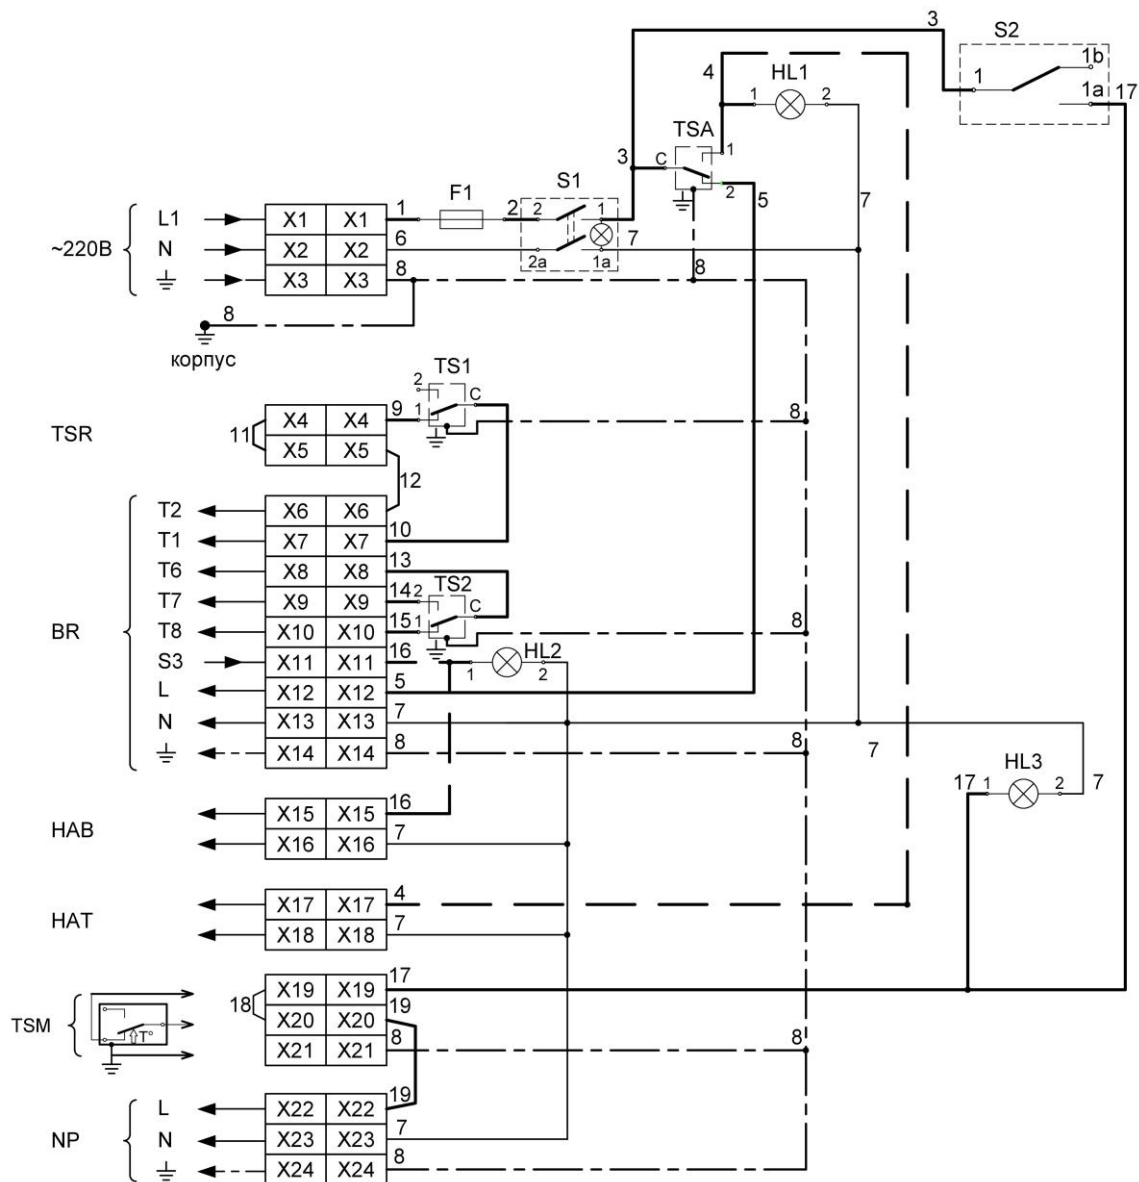 3 S2
4 HL1 1 1b
1 2 1a 17
TSA
3 C 1
F1 S1 2 5 7
~220В L1 X1 X1 1 2 2 1
N X2 X2 6 2a 1a 7
X3 X3 8 8
8
корпус
TS1
2 C
TSR 11 X4 X4 9 1 8
X5 X5
12
BR T2 X6 X6
T1 X7 X7 10
T6 X8 X8 13
TS2
T7 X9 X9 14 2 C
T8 X10 X10 15 1 8
S3 X11 X11 16 1 HL2 2
L X12 X12 5
N X13 X13 7
X14 X14 8 8 7
HL3
17 1 2 7
HAB X15 X15 16
X16 X16 7
HAT X17 X17 4
X18 X18 7
TSM T° 18 X19 X19 17
X20 X20 19
X21 X21 8 8
NP L X22 X22 19
N X23 X23 7
X24 X24 8